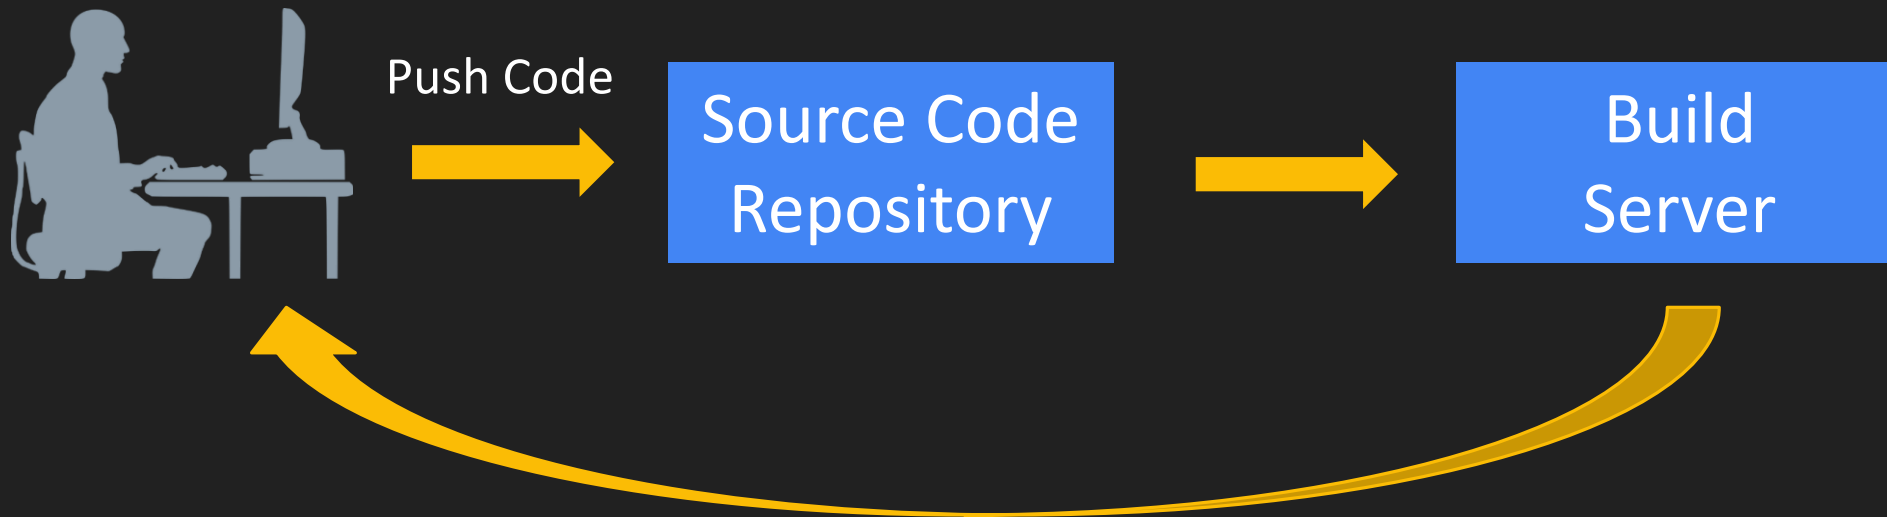 Push Code
Source Code
Repository
Build
Server